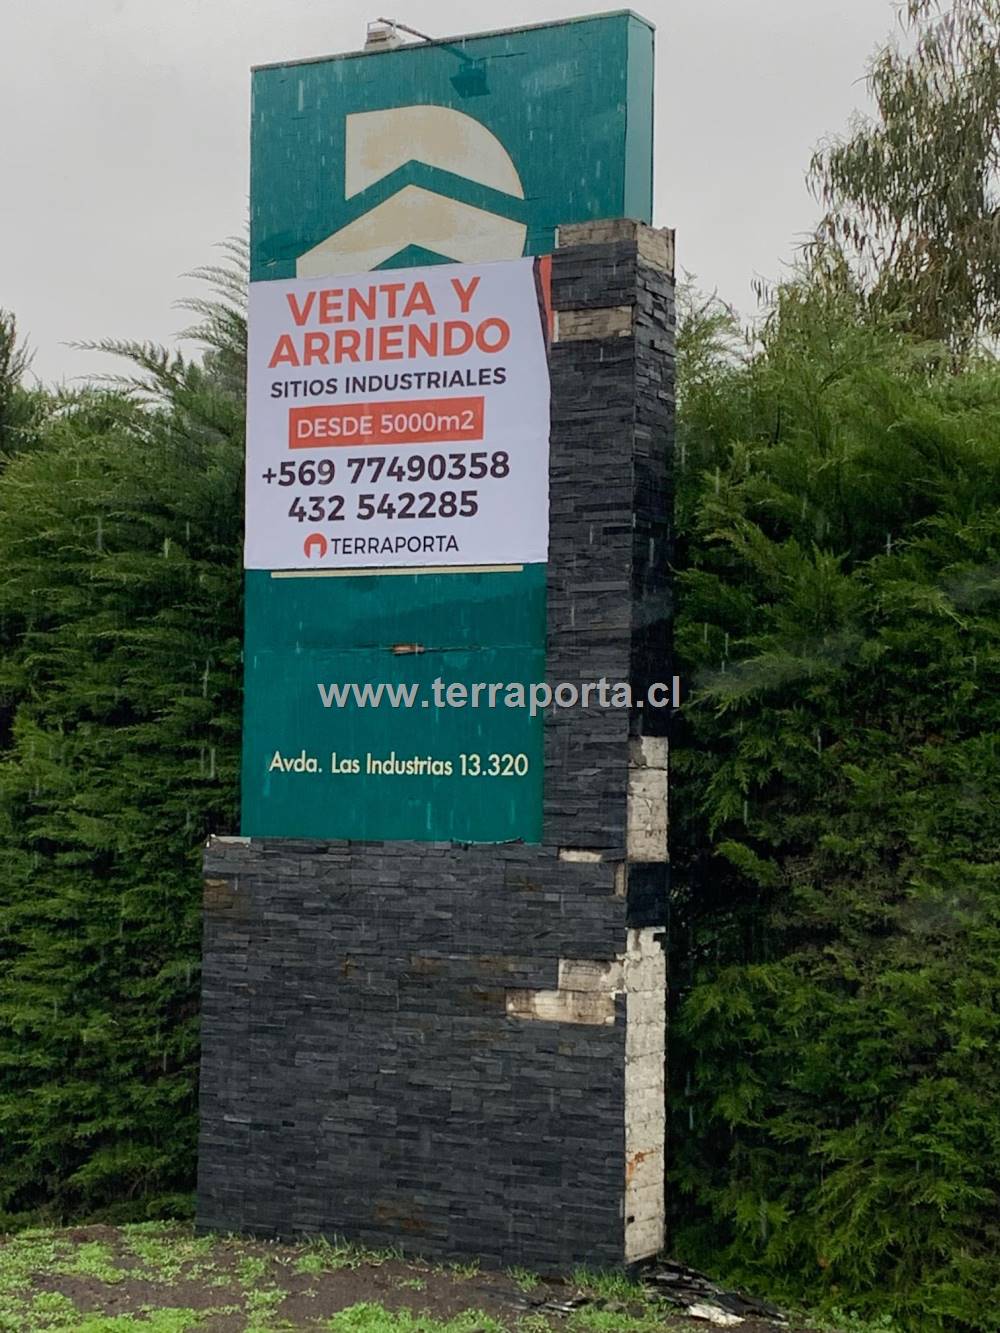 VENTA Y
ARRIENDO
SITIOS INDUSTRIALES
DESDE 5000m2
+569 77490358
432 542285
TERRAPORTA
www.terraporta.cl
Avda. Las Industrias 13.320